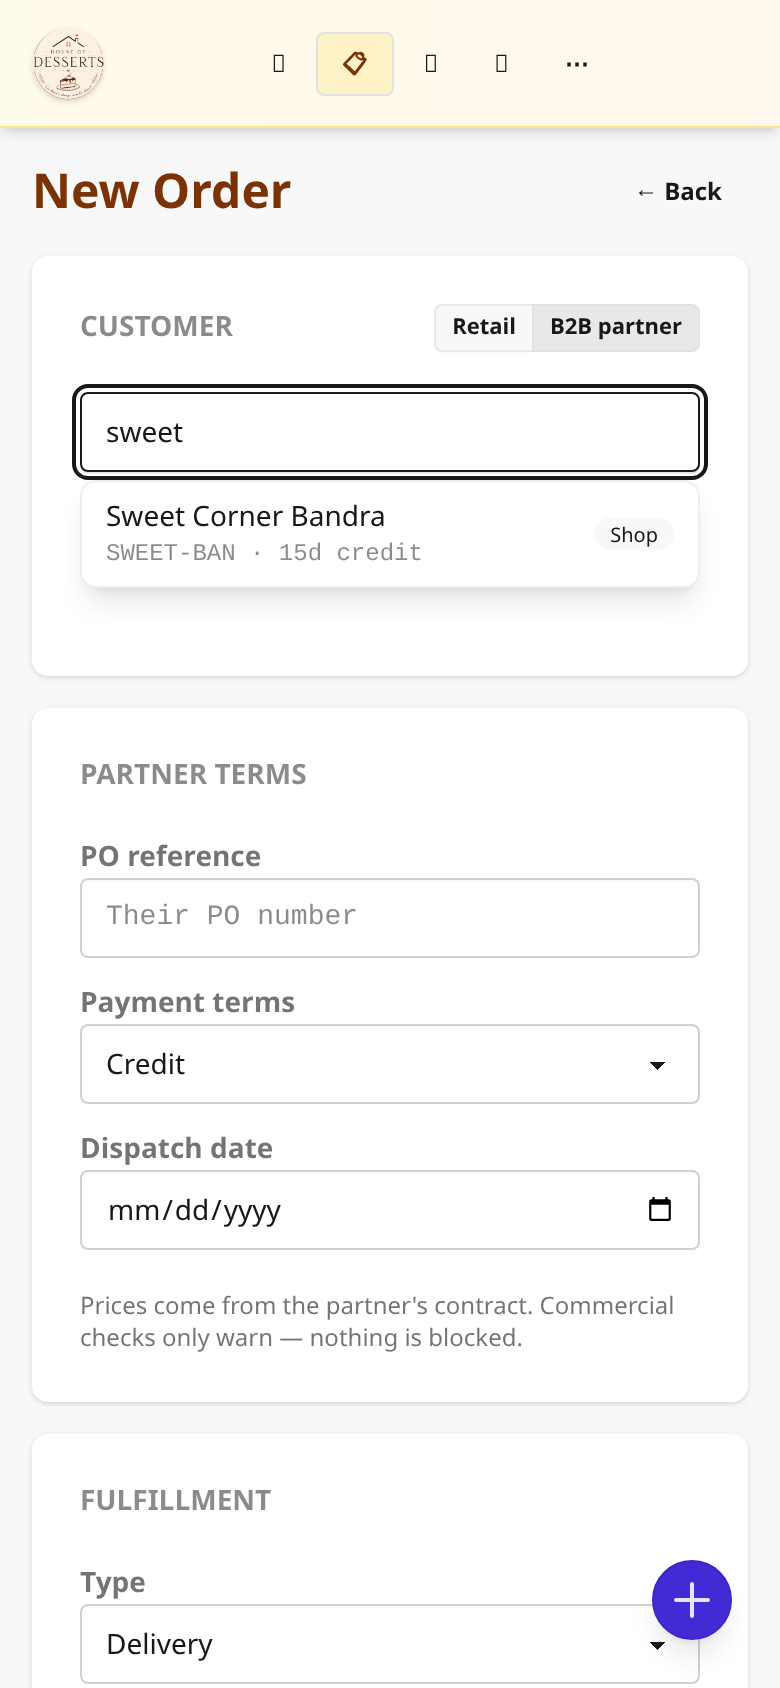 HOUSE OF
DESSERTS
...
New Order
← Back
CUSTOMER
Retail
B2B partner
sweet
Sweet Corner Bandra
SWEET-BAN · 15d credit
Shop
PARTNER TERMS
PO reference
Their PO number
Payment terms
Credit
Dispatch date
mm/dd/yyyy
Prices come from the partner's contract. Commercial
checks only warn — nothing is blocked.
FULFILLMENT
Type
Delivery